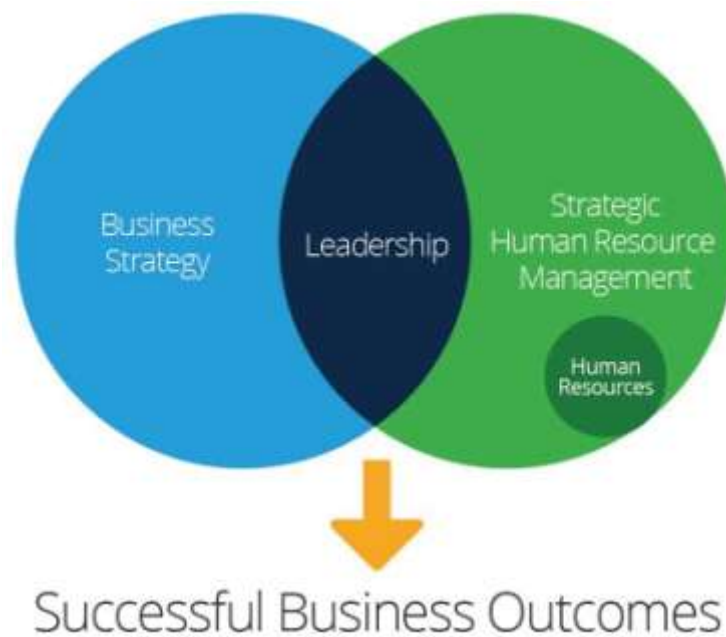 Business
Strategy
Leadership
Strategic
Human Resource
Management
Human
Resources
Successful Business Outcomes